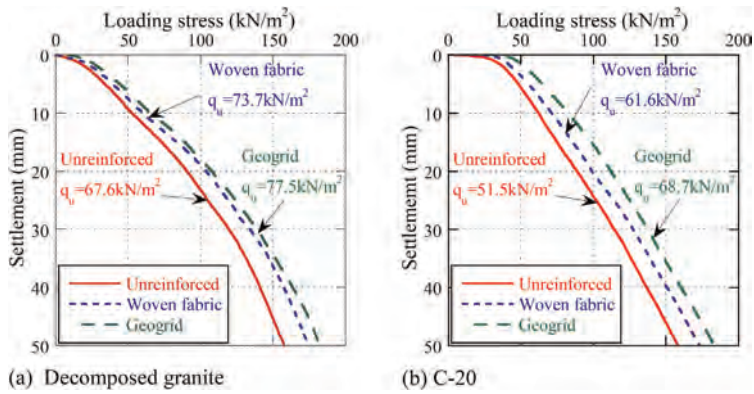 Loading stress (kN/m²)
0 50 100 150 200
Settlement (mm)
0
10
20
30
40
50
Woven fabric
qᵤ=73.7kN/m²
Unreinforced
qᵤ=67.6kN/m²
Geogrid
qᵤ=77.5kN/m²
Unreinforced
Woven fabric
Geogrid
(a) Decomposed granite
Loading stress (kN/m²)
0 50 100 150 200
Settlememt (mm)
0
10
20
30
40
50
Woven fabric
qᵤ=61.6kN/m²
Unreinforced
qᵤ=51.5kN/m²
Geogrid
qᵤ=68.7kN/m²
Unreinforced
Woven fabric
Geogrid
(b) C-20